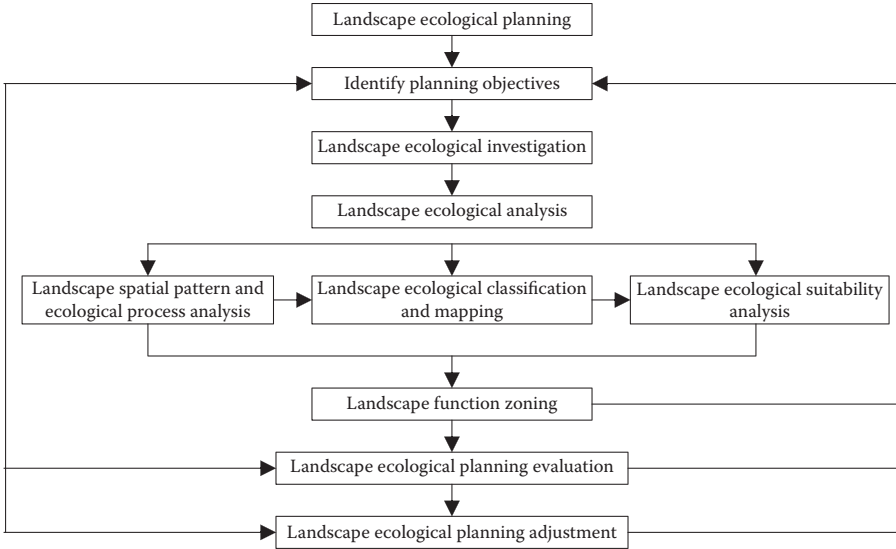 Landscape ecological planning
Identify planning objectives
Landscape ecological investigation
Landscape ecological analysis
Landscape spatial pattern and
ecological process analysis
Landscape ecological classification
and mapping
Landscape ecological suitability
analysis
Landscape function zoning
Landscape ecological planning evaluation
Landscape ecological planning adjustment